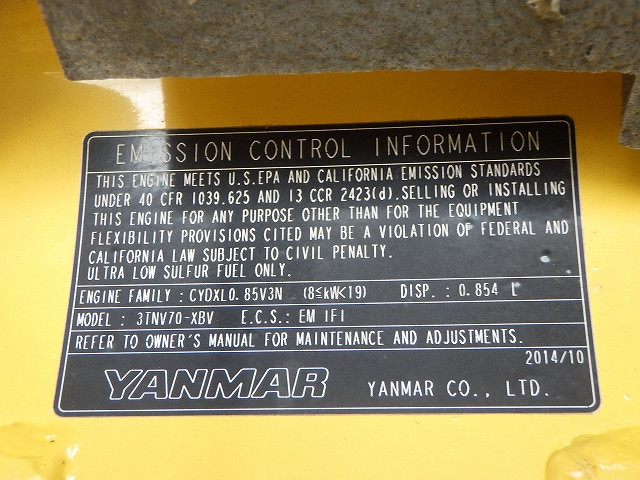 EMISSION CONTROL INFORMATION
THIS ENGINE MEETS U.S.EPA AND CALIFORNIA EMISSION STANDARDS
UNDER 40 CFR 1039.625 AND 13 CCR 2423(d).SELLING OR INSTALLING
THIS ENGINE FOR ANY PURPOSE OTHER THAN FOR THE EQUIPMENT
FLEXIBILITY PROVISIONS CITED MAY BE A VIOLATION OF FEDERAL AND
CALIFORNIA LAW SUBJECT TO CIVIL PENALTY.
ULTRA LOW SULFUR FUEL ONLY.
ENGINE FAMILY : CYDXL0.85V3N (8≦kW<19) DISP. : 0.854 L
MODEL : 3TNV70-XBV E.C.S. : EM IFI
REFER TO OWNER'S MANUAL FOR MAINTENANCE AND ADJUSTMENTS.
2014/10
YANMAR YANMAR CO., LTD.